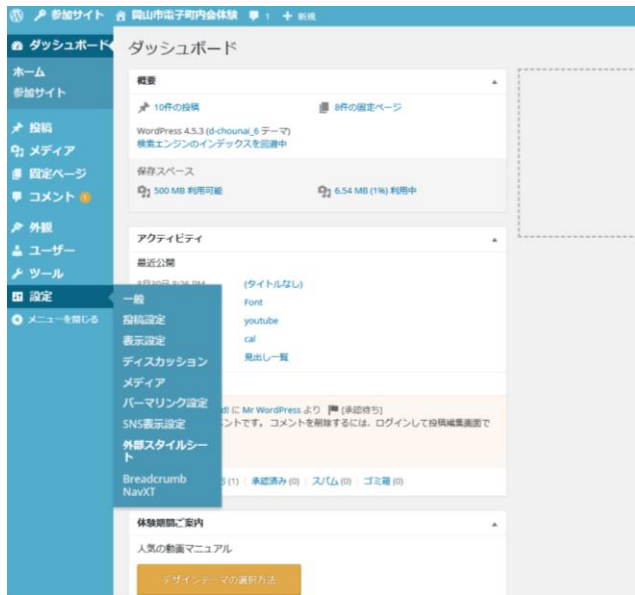 参加サイト 岡山市電子町内会体験 1 + 新規
ダッシュボード
ホーム
参加サイト
投稿
メディア
固定ページ
コメント 1
外観
ユーザー
ツール
設定
メニューを閉じる
一般
投稿設定
表示設定
ディスカッション
メディア
パーマリンク設定
SNS表示設定
外部スタイルシー
ト
Breadcrumb
NavXT
ダッシュボード
概要
10件の投稿 8件の固定ページ
WordPress 4.5.3 (d-chounai_6 テーマ)
検索エンジンのインデックスを回避中
保存スペース
500 MB 利用可能 6.54 MB (1%) 利用中
アクティビティ
最近公開
8月30日 8:26 PM (タイトルなし)
Font
youtube
cal
見出し一覧
に Mr WordPress より [承認待ち]
ントです。 コメントを削除するには、ログインして投稿編集画面で
(1) | 承認済み (0) | スパム (0) | ゴミ箱 (0)
体験期間ご案内
人気の動画マニュアル
デザインテーマの選択方法